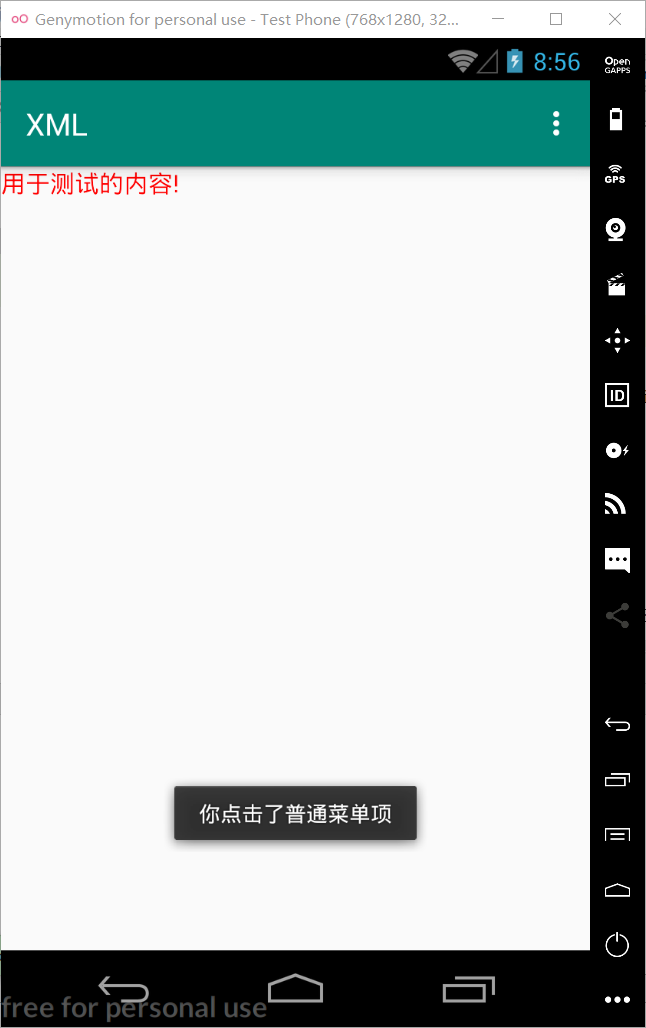 Genymotion for personal use - Test Phone (768x1280, 32...
8:56
Open
GAPPS
XML
用于测试的内容!
GPS
ID
你点击了普通菜单项
free for personal use